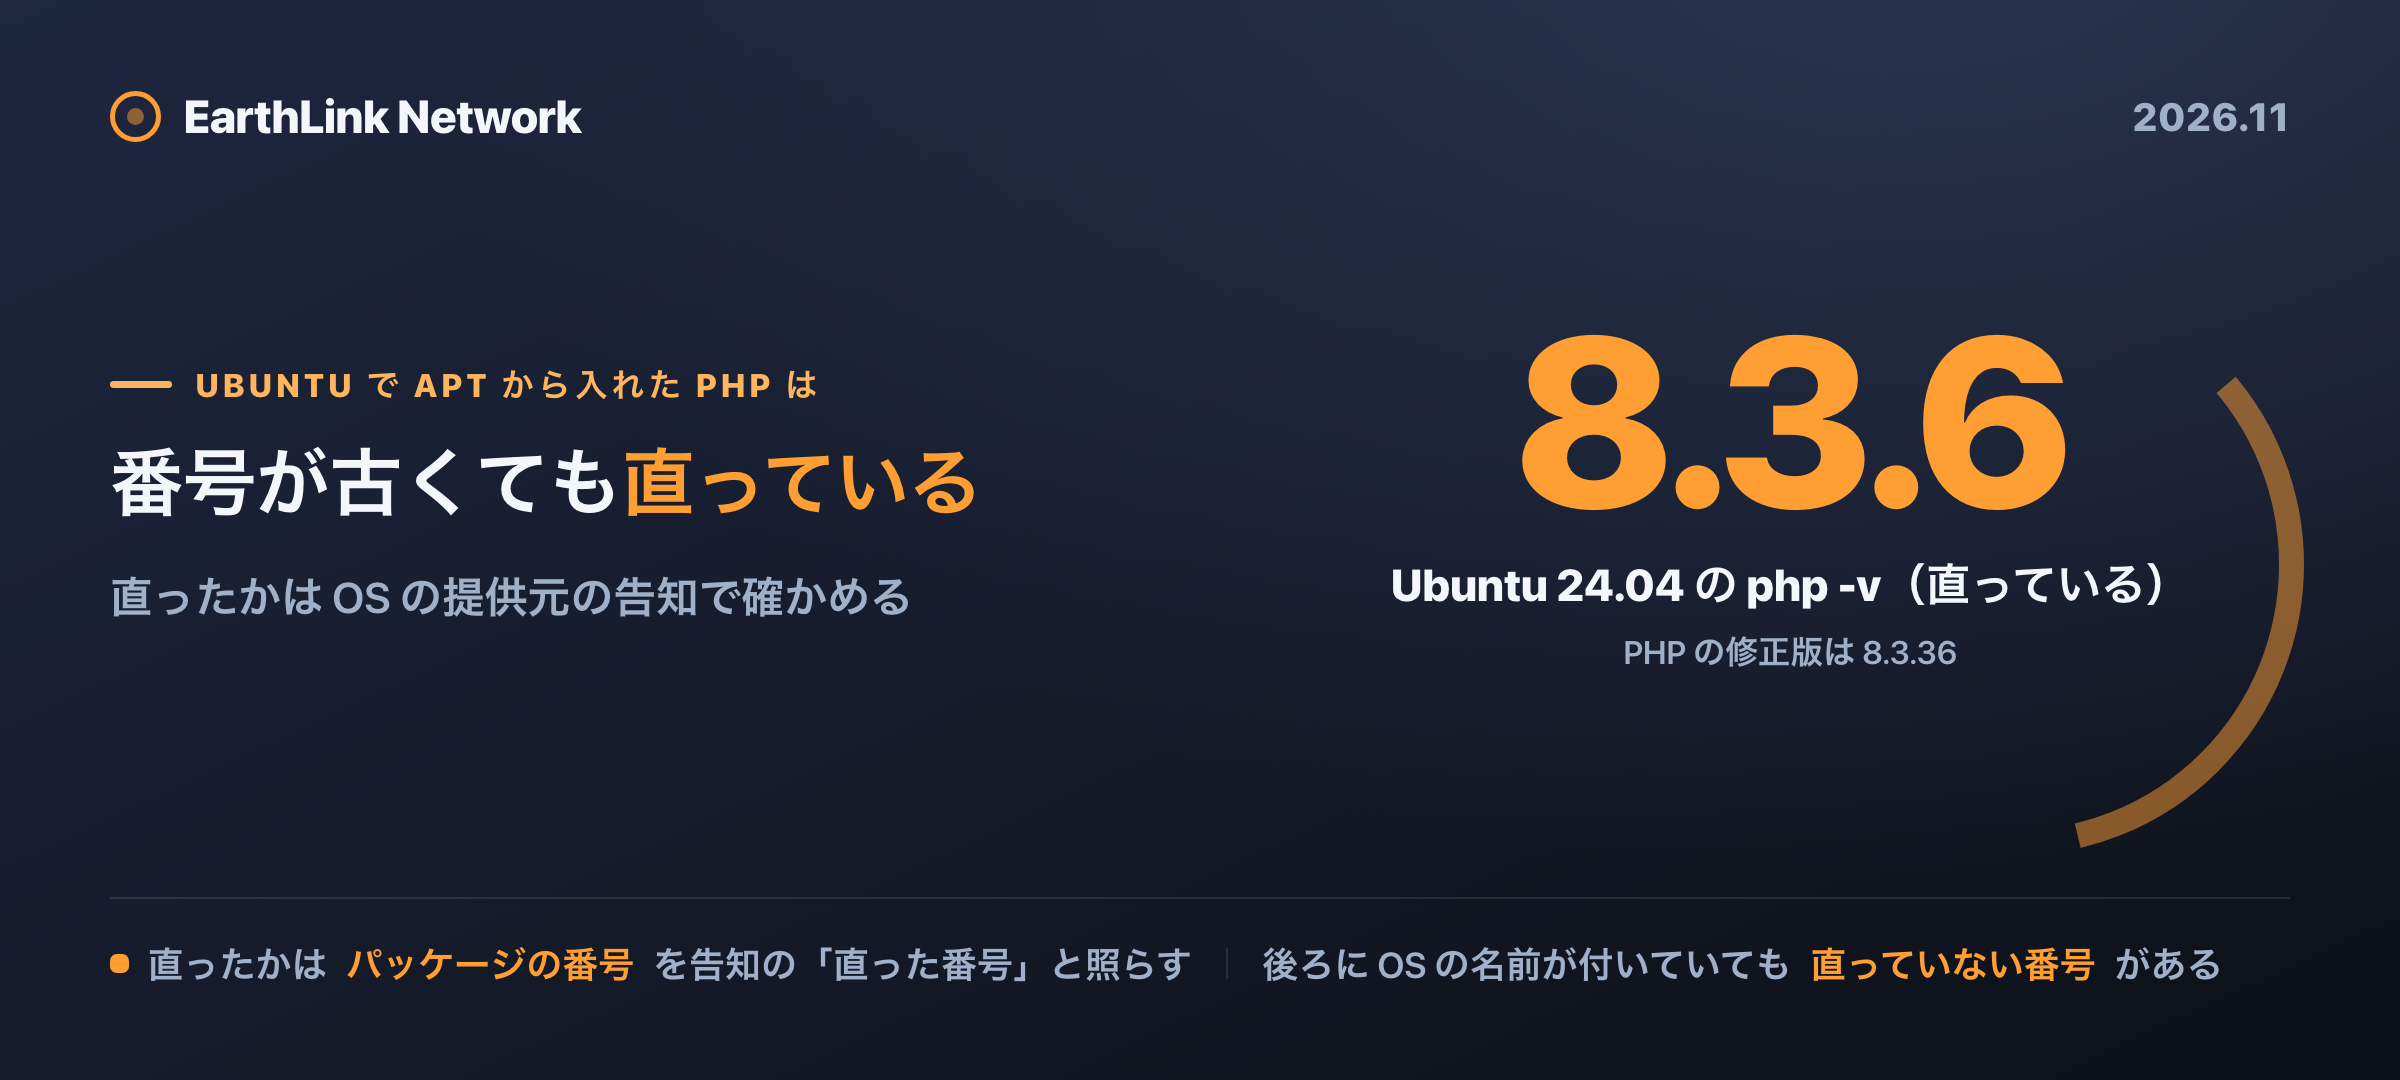 EarthLink Network
2026.11
UBUNTU で APT から入れた PHP は
番号が古くても直っている
直ったかは OS の提供元の告知で確かめる
8.3.6
Ubuntu 24.04 の php -v（直っている）
PHP の修正版は 8.3.36
直ったかは パッケージの番号 を告知の「直った番号」と照らす
後ろに OS の名前が付いていても 直っていない番号 がある